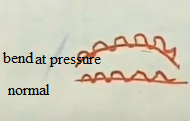 bend at pressure
normal